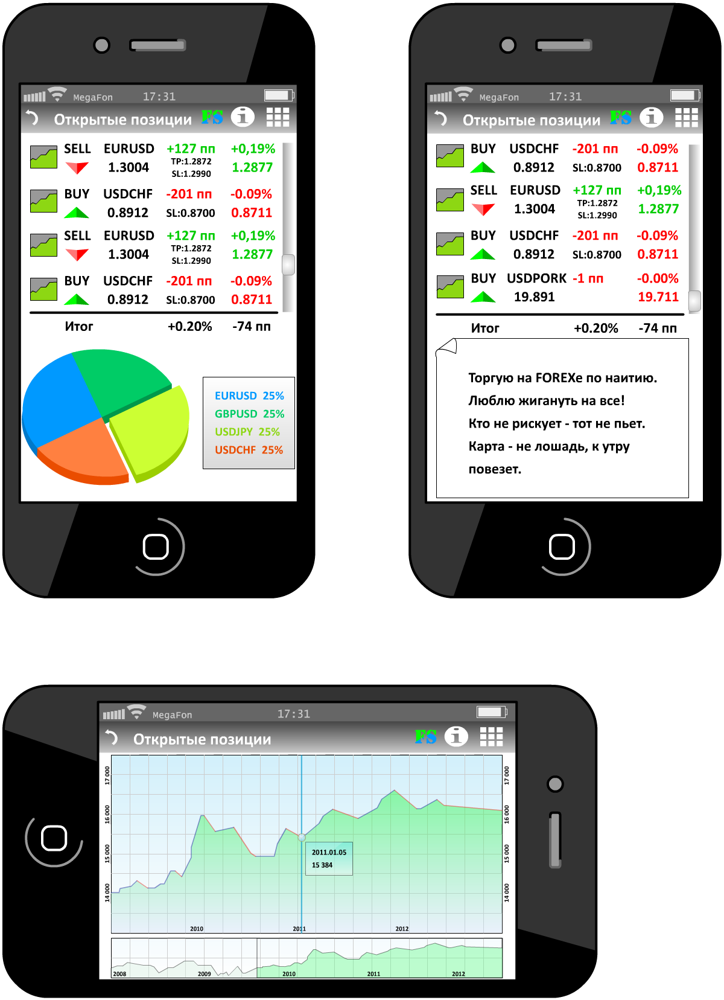 MegaFon 17:31
Открытые позиции FS i
SELL EURUSD +127 пп +0,19%
1.3004 TP:1.2872 1.2877
SL:1.2990
BUY USDCHF -201 пп -0.09%
0.8912 SL:0.8700 0.8711
SELL EURUSD +127 пп +0,19%
1.3004 TP:1.2872 1.2877
SL:1.2990
BUY USDCHF -201 пп -0.09%
0.8912 SL:0.8700 0.8711
Итог +0.20% -74 пп
EURUSD 25%
GBPUSD 25%
USDJPY 25%
USDCHF 25%
MegaFon 17:31
Открытые позиции FS i
BUY USDCHF -201 пп -0.09%
0.8912 SL:0.8700 0.8711
SELL EURUSD +127 пп +0,19%
1.3004 TP:1.2872 1.2877
SL:1.2990
BUY USDCHF -201 пп -0.09%
0.8912 SL:0.8700 0.8711
BUY USDPORK -1 пп -0.00%
19.891 19.711
Итог +0.20% -74 пп
Торгую на FOREXе по наитию.
Люблю жигануть на все!
Кто не рискует - тот не пьет.
Карта - не лошадь, к утру
повезет.
MegaFon 17:31
Открытые позиции FS i
17 000 17 000
16 000 16 000
15 000 15 000
14 000 14 000
2011.01.05
15 384
2010 2011 2012
2008 2009 2010 2011 2012